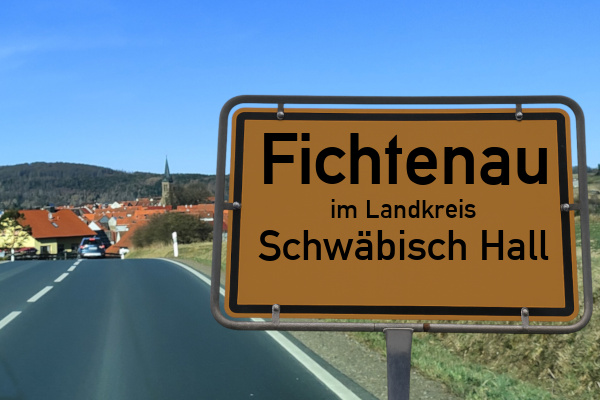 Fichtenau
im Landkreis
Schwäbisch Hall